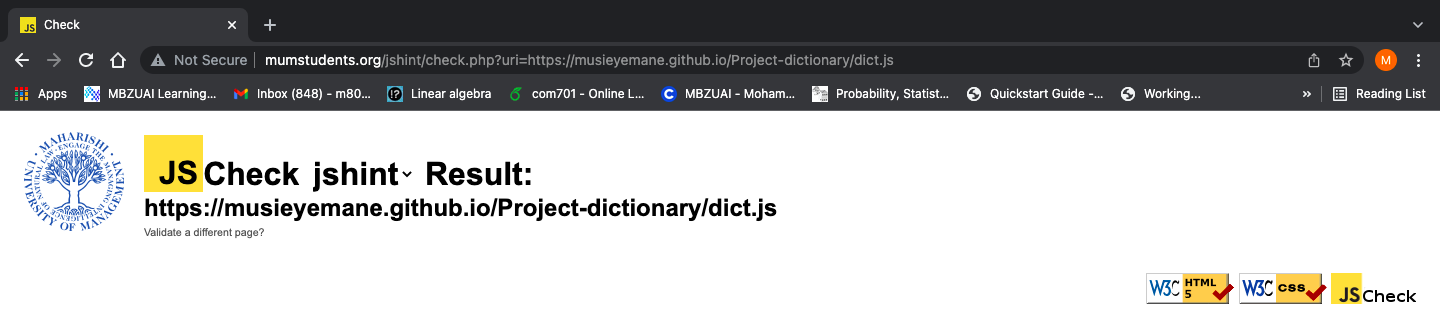 JS Check
Not Secure mumstudents.org/jshint/check.php?uri=https://musieyemane.github.io/Project-dictionary/dict.js M
Apps MBZUAI Learning... Inbox (848) - m80... !? Linear algebra com701 - Online L... C MBZUAI - Moham... Probability, Statist... Quickstart Guide -... Working... » Reading List
MAHARISHI UNIVERSITY OF MANAGEMENT
JS Check jshint Result:
https://musieyemane.github.io/Project-dictionary/dict.js
Validate a different page?
W3C HTML 5 W3C css JS Check